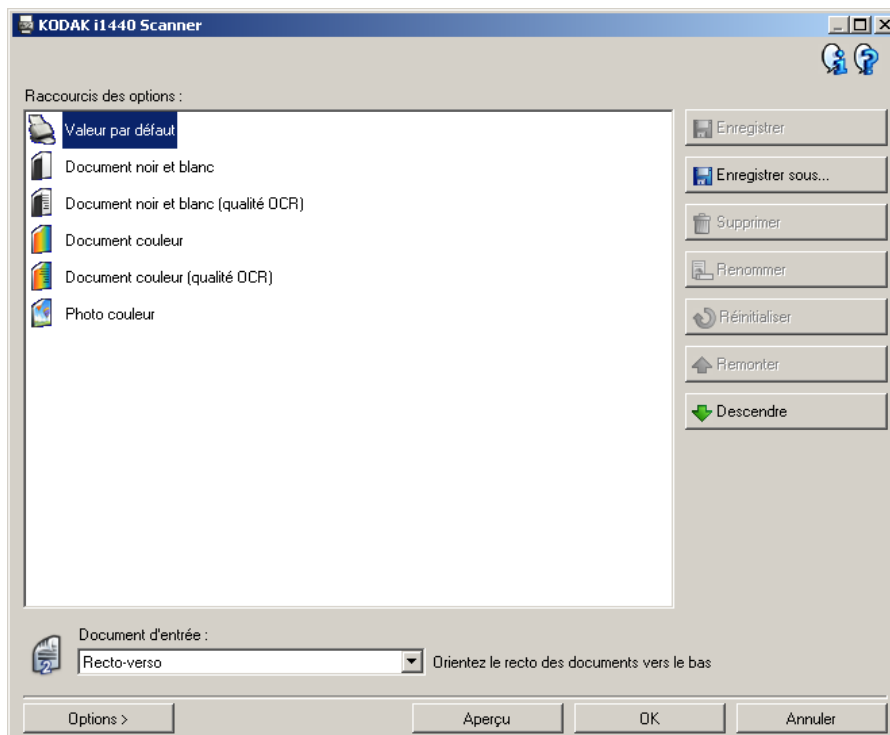 KODAK i1440 Scanner
Raccourcis des options :
Valeur par défaut
Document noir et blanc
Document noir et blanc (qualité OCR)
Document couleur
Document couleur (qualité OCR)
Photo couleur
Enregistrer
Enregistrer sous...
Supprimer
Renommer
Réinitialiser
Remonter
Descendre
Document d'entrée :
Recto-verso
Orientez le recto des documents vers le bas
Options >
Aperçu
OK
Annuler